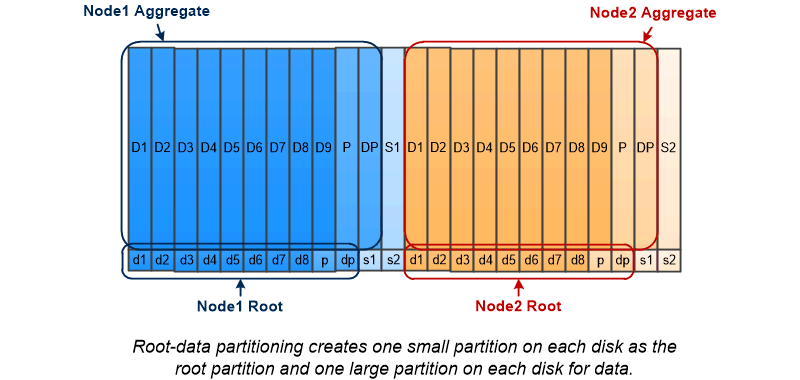 Node1 Aggregate
Node2 Aggregate
D1 D2 D3 D4 D5 D6 D7 D8 D9 P DP S1 D1 D2 D3 D4 D5 D6 D7 D8 D9 P DP S2
d1 d2 d3 d4 d5 d6 d7 d8 p dp s1 s2 d1 d2 d3 d4 d5 d6 d7 d8 p dp s1 s2
Node1 Root
Node2 Root
Root-data partitioning creates one small partition on each disk as the
root partition and one large partition on each disk for data.